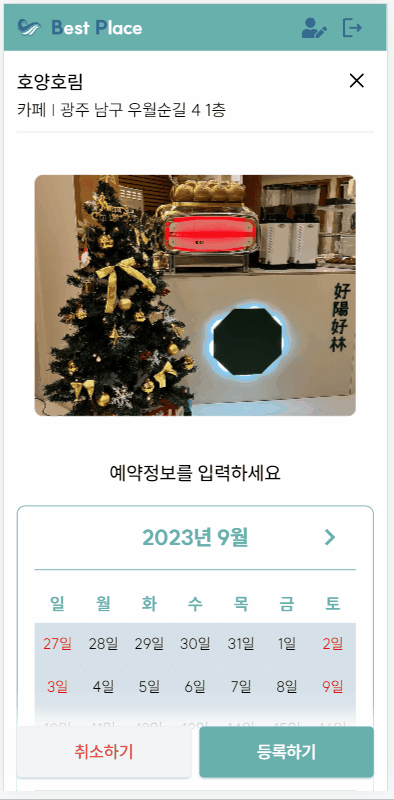 Best Place
호양호림
카페 | 광주 남구 우월순길 4 1층
好陽好林
예약정보를 입력하세요
2023년 9월
일 월 화 수 목 금 토
27일 28일 29일 30일 31일 1일 2일
3일 4일 5일 6일 7일 8일 9일
취소하기 등록하기